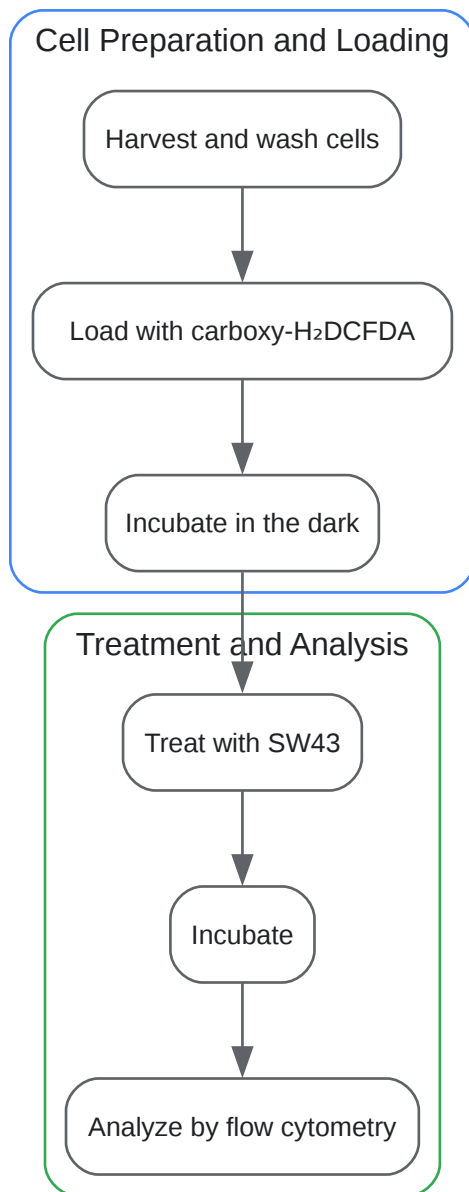 Cell Preparation and Loading
Harvest and wash cells
Load with carboxy-H₂DCFDA
Incubate in the dark
Treatment and Analysis
Treat with SW43
Incubate
Analyze by flow cytometry